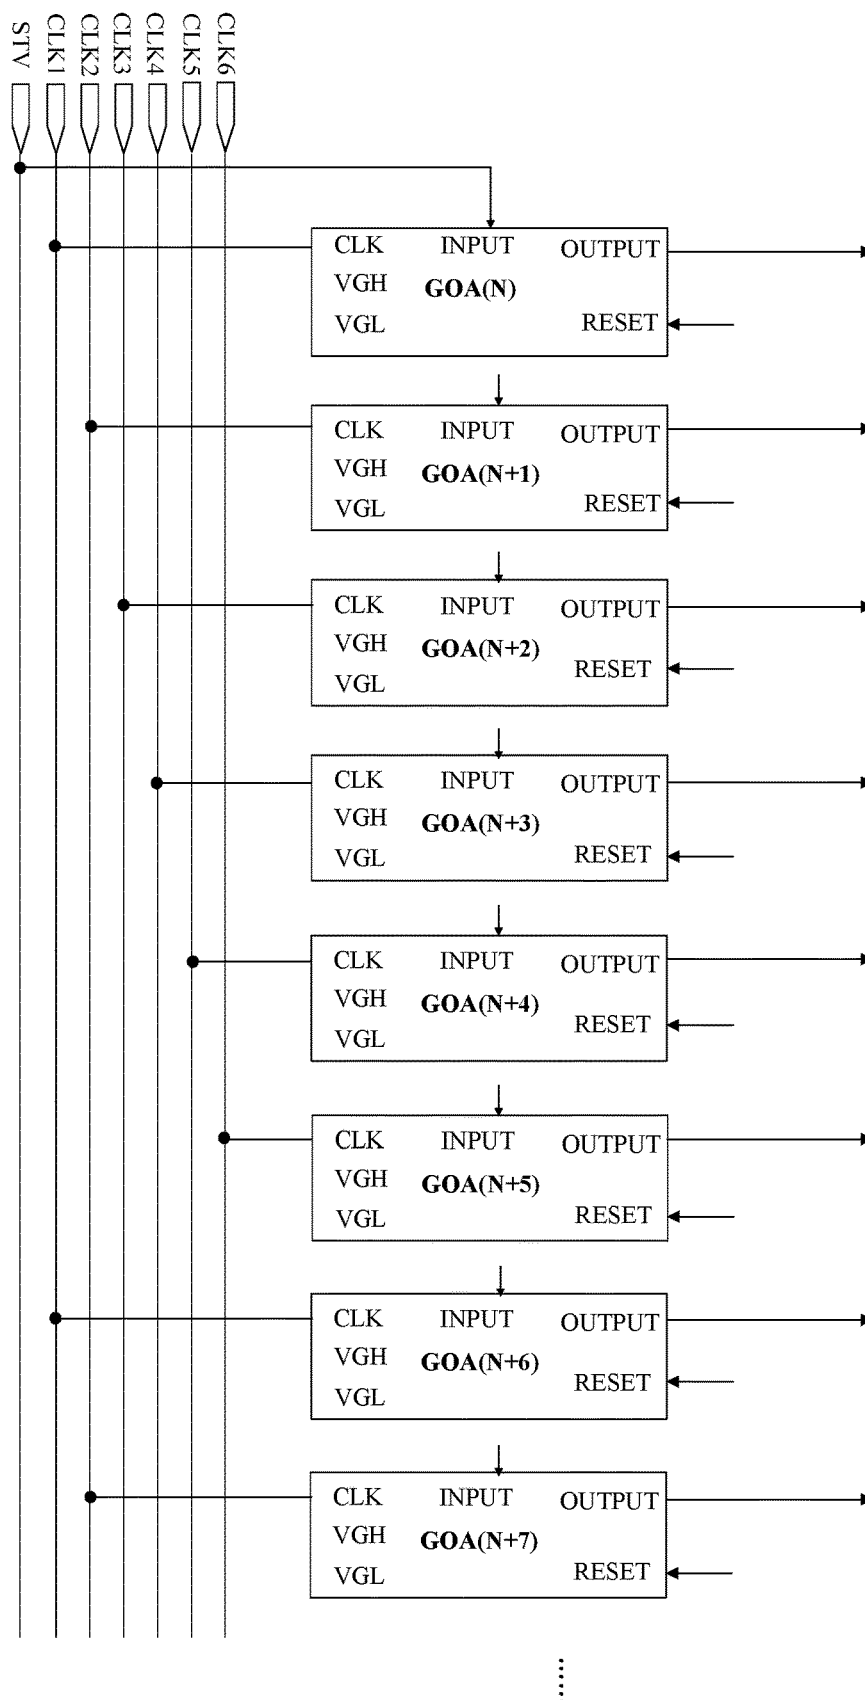 STV
CLK1
CLK2
CLK3
CLK4
CLK5
CLK6
CLK INPUT OUTPUT
VGH GOA(N)
VGL RESET
CLK INPUT OUTPUT
VGH GOA(N+1)
VGL RESET
CLK INPUT OUTPUT
VGH GOA(N+2)
VGL RESET
CLK INPUT OUTPUT
VGH GOA(N+3)
VGL RESET
CLK INPUT OUTPUT
VGH GOA(N+4)
VGL RESET
CLK INPUT OUTPUT
VGH GOA(N+5)
VGL RESET
CLK INPUT OUTPUT
VGH GOA(N+6)
VGL RESET
CLK INPUT OUTPUT
VGH GOA(N+7)
VGL RESET
......